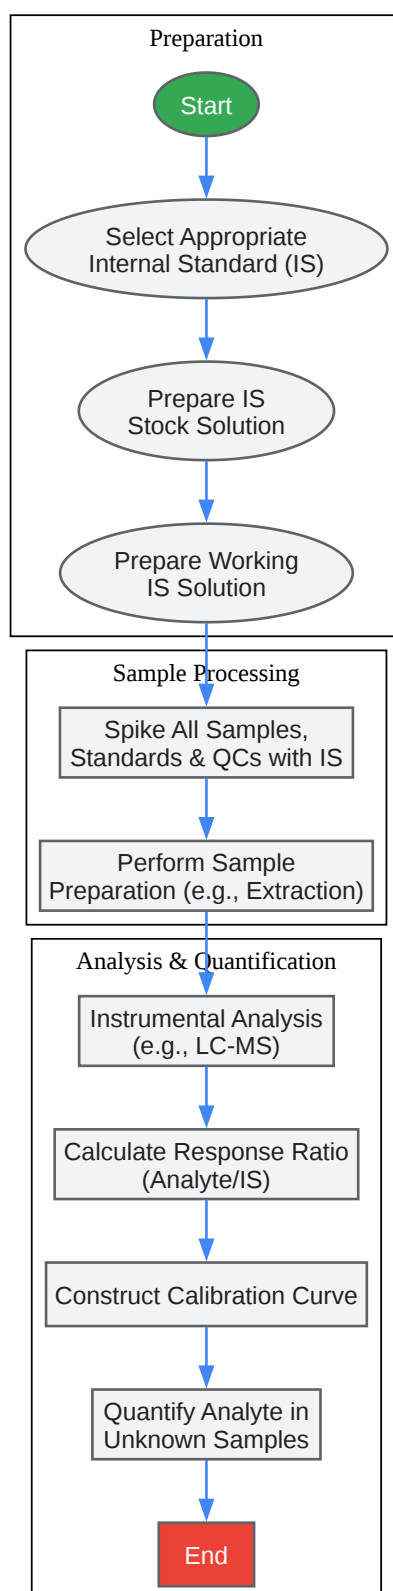 Preparation
Start
Select Appropriate
Internal Standard (IS)
Prepare IS
Stock Solution
Prepare Working
IS Solution
Sample Processing
Spike All Samples,
Standards & QCs with IS
Perform Sample
Preparation (e.g., Extraction)
Analysis & Quantification
Instrumental Analysis
(e.g., LC-MS)
Calculate Response Ratio
(Analyte/IS)
Construct Calibration Curve
Quantify Analyte in
Unknown Samples
End